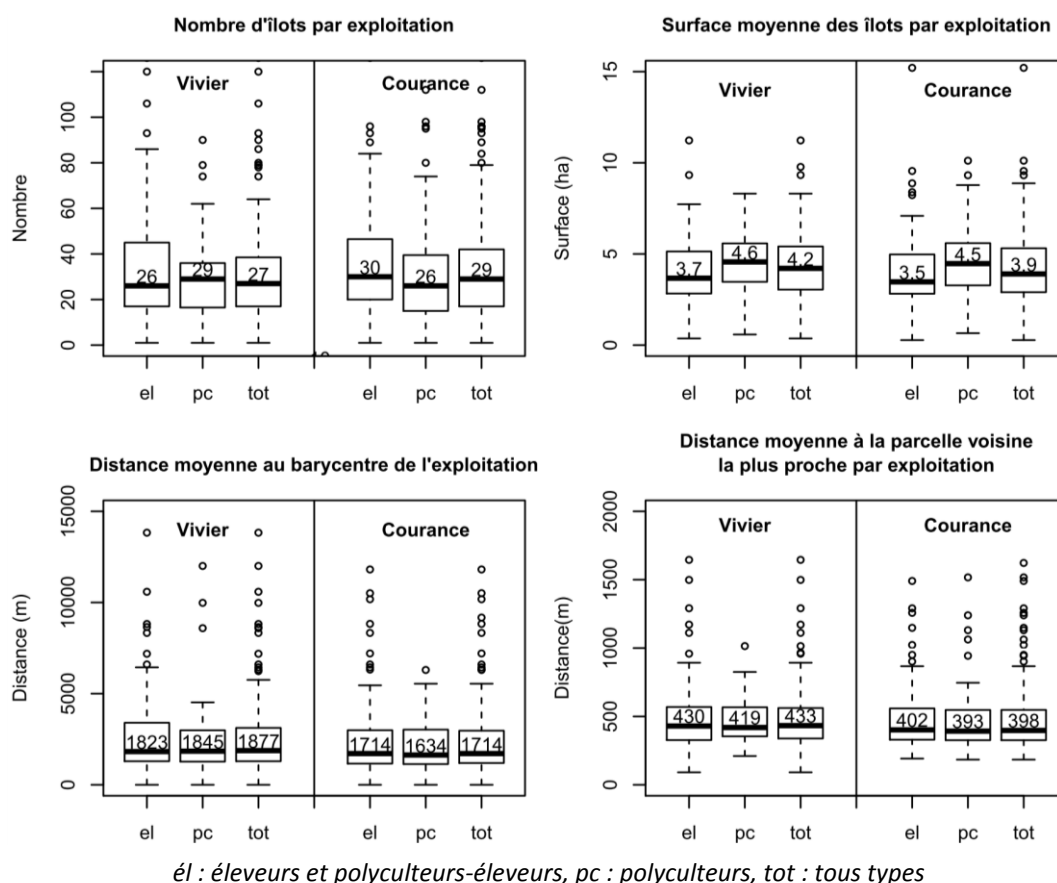 Nombre d'îlots par exploitation
Nombre
0 20 40 60 80 100
Vivier
Courance
26 29 27 30 26 29
el pc tot el pc tot
Surface moyenne des îlots par exploitation
Surface (ha)
0 5 10 15
Vivier
Courance
3.7 4.6 4.2 3.5 4.5 3.9
el pc tot el pc tot
Distance moyenne au barycentre de l'exploitation
Distance (m)
0 5000 10000 15000
Vivier
Courance
1823 1845 1877 1714 1634 1714
el pc tot el pc tot
Distance moyenne à la parcelle voisine
la plus proche par exploitation
Distance(m)
0 500 1000 1500 2000
Vivier
Courance
430 419 433 402 393 398
el pc tot el pc tot
él : éleveurs et polyculteurs-éleveurs, pc : polyculteurs, tot : tous types